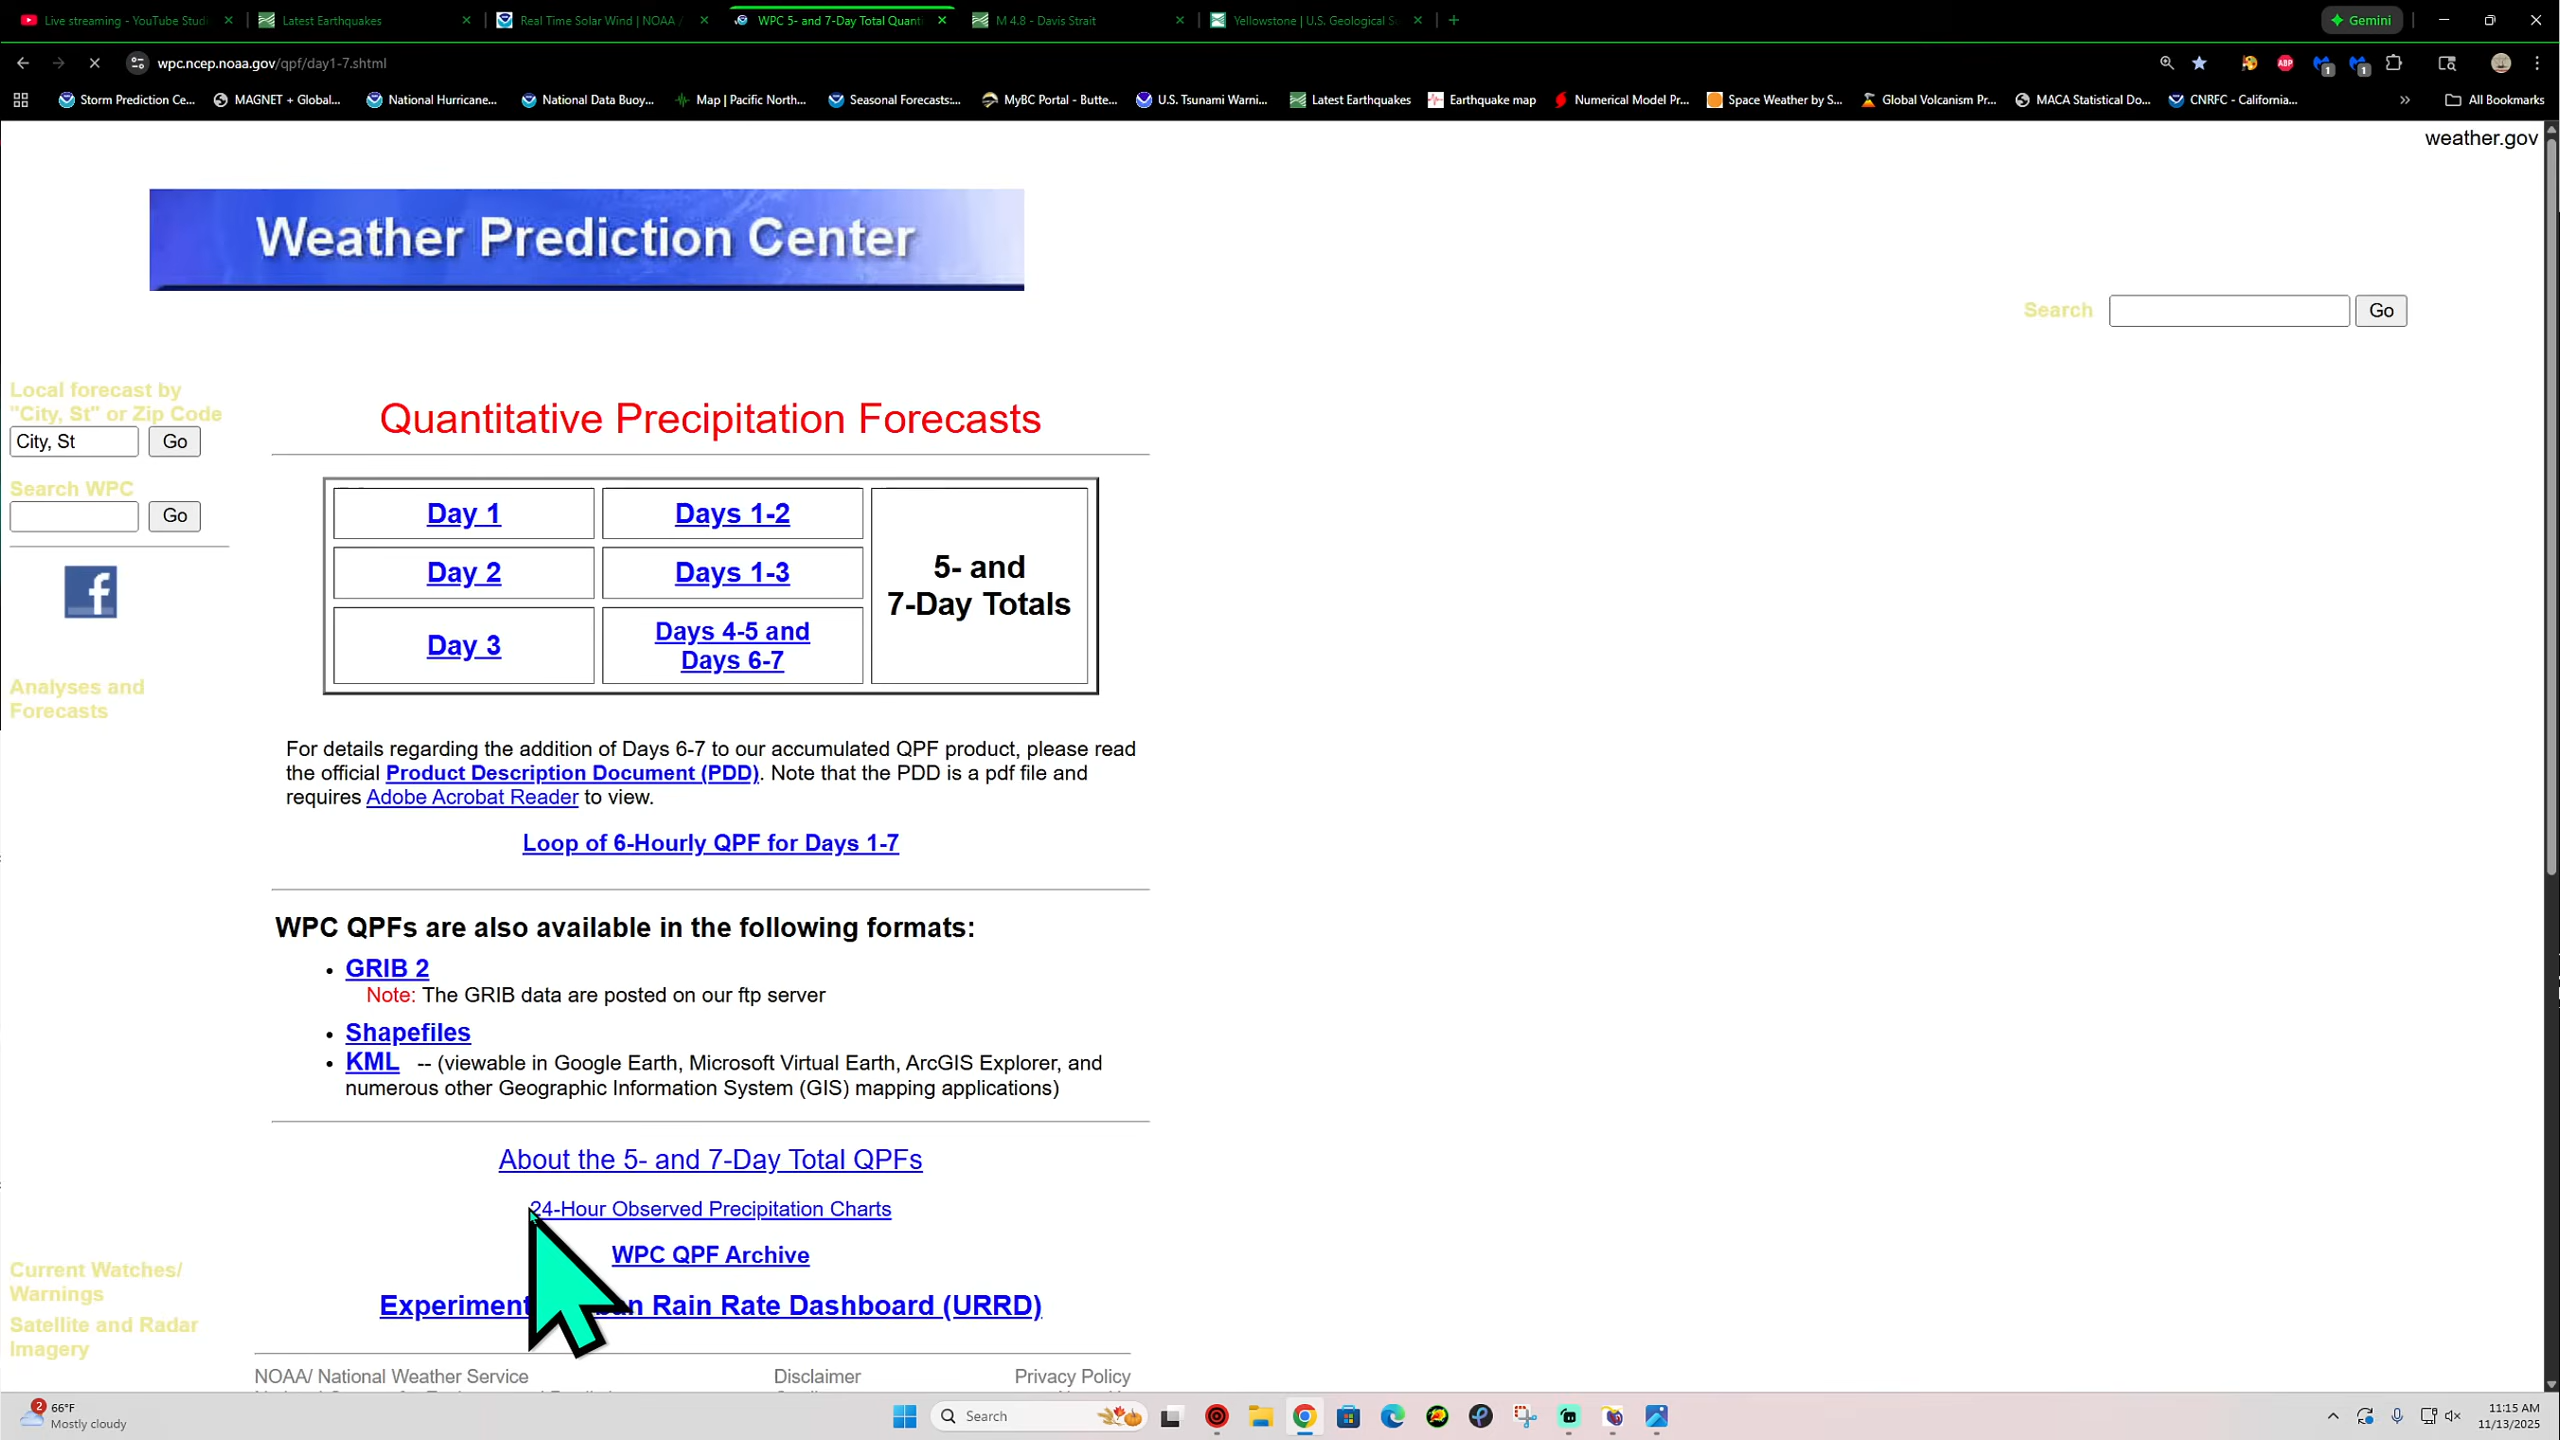 Live streaming - YouTube Studi
Latest Earthquakes
Real Time Solar Wind | NOAA /
WPC 5- and 7-Day Total Quant
M 4.8 - Davis Strait
Yellowstone | U.S. Geological S
Gemini
wpc.ncep.noaa.gov/qpf/day1-7.shtml
Storm Prediction Ce...
MAGNET + Global...
National Hurricane...
National Data Buoy...
Map | Pacific North...
Seasonal Forecasts:...
MyBC Portal - Butte...
U.S. Tsunami Warni...
Latest Earthquakes
Earthquake map
Numerical Model Pr...
Space Weather by S...
Global Volcanism Pr...
MACA Statistical Do...
CNRFC - California...
All Bookmarks
weather.gov
Weather Prediction Center
Search
Go
Local forecast by
"City, St" or Zip Code
City, St
Go
Search WPC
Go
Analyses and
Forecasts
Current Watches/
Warnings
Satellite and Radar
Imagery
Quantitative Precipitation Forecasts
Day 1
Days 1-2
5- and
7-Day Totals
Day 2
Days 1-3
Day 3
Days 4-5 and
Days 6-7
For details regarding the addition of Days 6-7 to our accumulated QPF product, please read
the official Product Description Document (PDD). Note that the PDD is a pdf file and
requires Adobe Acrobat Reader to view.
Loop of 6-Hourly QPF for Days 1-7
WPC QPFs are also available in the following formats:
• GRIB 2
Note: The GRIB data are posted on our ftp server
• Shapefiles
• KML -- (viewable in Google Earth, Microsoft Virtual Earth, ArcGIS Explorer, and
numerous other Geographic Information System (GIS) mapping applications)
About the 5- and 7-Day Total QPFs
24-Hour Observed Precipitation Charts
WPC QPF Archive
Rain Rate Dashboard (URRD)
NOAA/ National Weather Service
Disclaimer
Privacy Policy
2
66°F
Mostly cloudy
Search
11:15 AM
11/13/2025